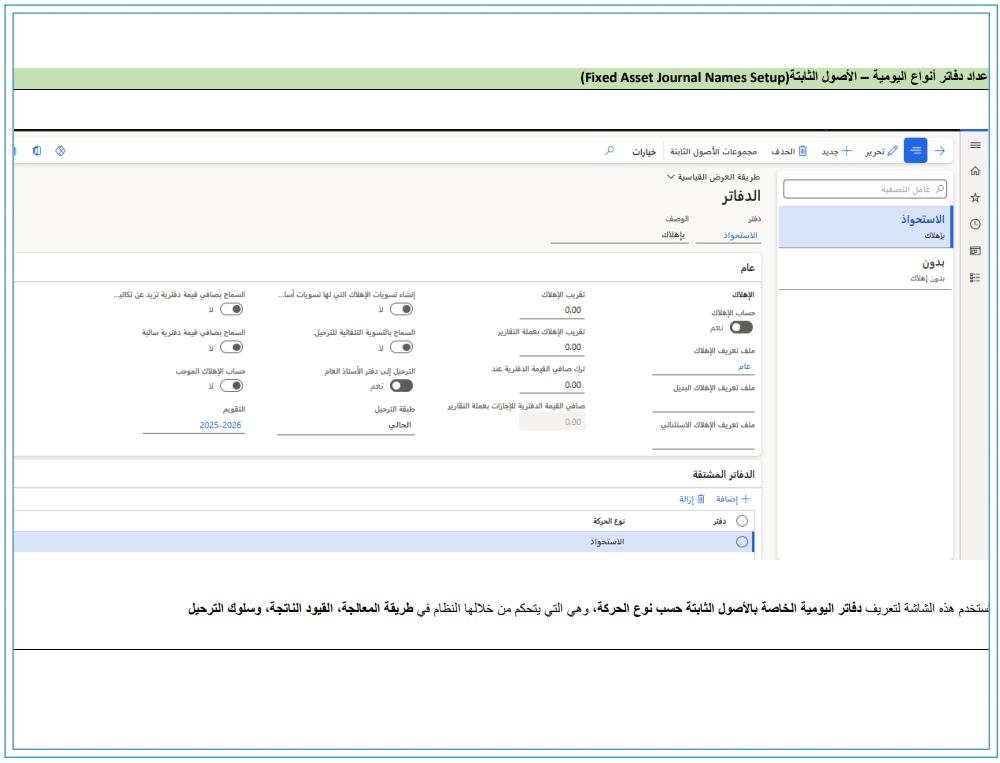 عداد دفاتر أنواع اليومية – الأصول الثابتة(Fixed Asset Journal Names Setup)
تحرير
جديد
الحذف
مجموعات الأصول الثابتة
خيارات
عامل التصفية
الاستحواذ
بإهلاك
بدون
بدون إهلاك
طريقة العرض القياسية
الدفاتر
دفتر
الاستحواذ
الوصف
بإهلاك
عام
الإهلاك
حساب الإهلاك
نعم
ملف تعريف الإهلاك
عام
ملف تعريف الإهلاك البديل
ملف تعريف الإهلاك الاستثنائي
تقريب الإهلاك
0.00
تقريب الإهلاك بعملة التقارير
0.00
ترك صافي القيمة الدفترية عند
0.00
صافي القيمة الدفترية للإجازات بعملة التقارير
0.00
إنشاء تسويات الإهلاك التي لها تسويات أسا...
لا
السماح بالتسوية التلقائية للترحيل.
لا
الترحيل إلى دفتر الأستاذ العام
نعم
طبقة الترحيل
الحالي
السماح بصافي قيمة دفترية تزيد عن تكالي...
لا
السماح بصافي قيمة دفترية سالبة
لا
حساب الإهلاك الموجب
لا
التقويم
2025-2026
الدفاتر المشتقة
إضافة
إزالة
دفتر
نوع الحركة
الاستحواذ
ستخدم هذه الشاشة لتعريف دفاتر اليومية الخاصة بالأصول الثابتة حسب نوع الحركة، وهي التي يتحكم من خلالها النظام في طريقة المعالجة، القيود الناتجة، وسلوك الترحيل